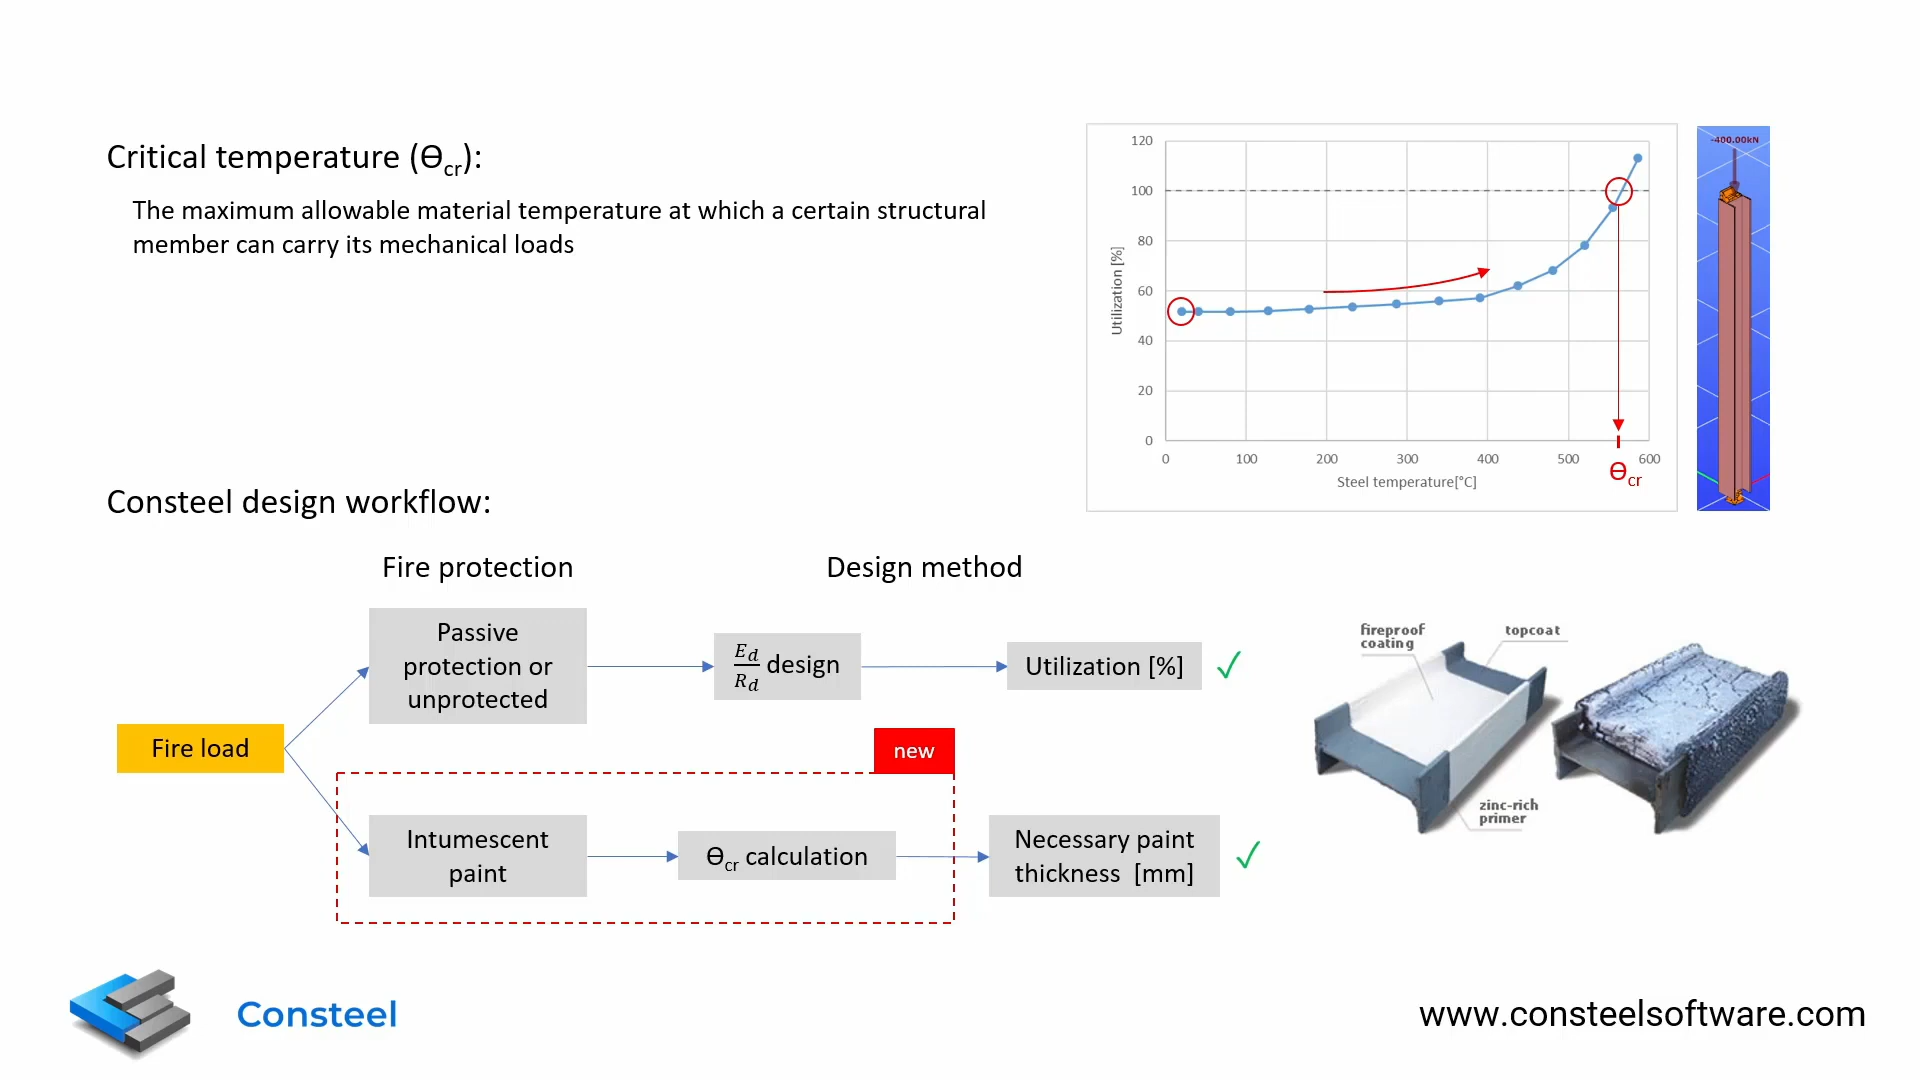 Critical temperature (Ɵcr):
The maximum allowable material temperature at which a certain structural
member can carry its mechanical loads
120
100
80
60
40
20
0
Utilization [%]
0 100 200 300 400 500 600
Steel temperature[°C]
Ɵcr
-400.00kN
Consteel design workflow:
Fire protection
Design method
Passive
protection or
unprotected
Ed/Rd design
Utilization [%] ✓
Fire load
new
Intumescent
paint
Ɵcr calculation
Necessary paint
thickness [mm] ✓
fireproof
coating
topcoat
zinc-rich
primer
Consteel
www.consteelsoftware.com